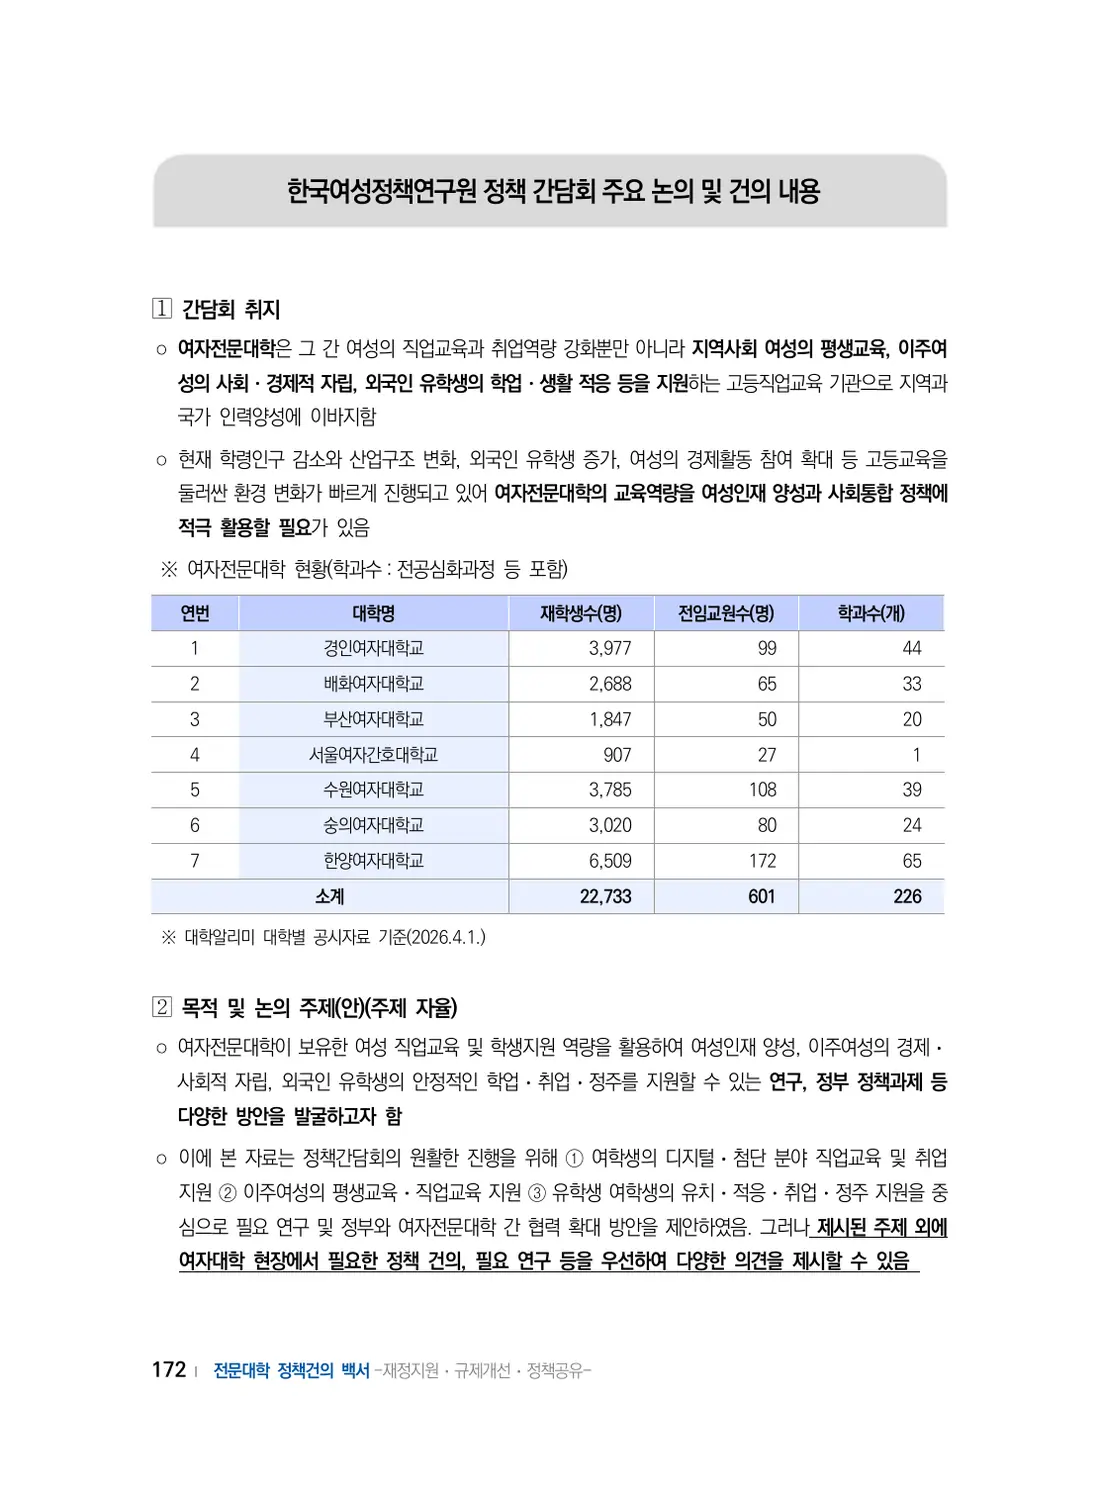 한국여성정책연구원 정책 간담회 주요 논의 및 건의 내용
1 간담회 취지
○ 여자전문대학은 그 간 여성의 직업교육과 취업역량 강화뿐만 아니라 지역사회 여성의 평생교육, 이주여
성의 사회·경제적 자립, 외국인 유학생의 학업·생활 적응 등을 지원하는 고등직업교육 기관으로 지역과
국가 인력양성에 이바지함
○ 현재 학령인구 감소와 산업구조 변화, 외국인 유학생 증가, 여성의 경제활동 참여 확대 등 고등교육을
둘러싼 환경 변화가 빠르게 진행되고 있어 여자전문대학의 교육역량을 여성인재 양성과 사회통합 정책에
적극 활용할 필요가 있음
※ 여자전문대학 현황(학과수 : 전공심화과정 등 포함)
연번 대학명 재학생수(명) 전임교원수(명) 학과수(개)
1 경인여자대학교 3,977 99 44
2 배화여자대학교 2,688 65 33
3 부산여자대학교 1,847 50 20
4 서울여자간호대학교 907 27 1
5 수원여자대학교 3,785 108 39
6 숭의여자대학교 3,020 80 24
7 한양여자대학교 6,509 172 65
소계 22,733 601 226
※ 대학알리미 대학별 공시자료 기준(2026.4.1.)
2 목적 및 논의 주제(안)(주제 자율)
○ 여자전문대학이 보유한 여성 직업교육 및 학생지원 역량을 활용하여 여성인재 양성, 이주여성의 경제·
사회적 자립, 외국인 유학생의 안정적인 학업·취업·정주를 지원할 수 있는 연구, 정부 정책과제 등
다양한 방안을 발굴하고자 함
○ 이에 본 자료는 정책간담회의 원활한 진행을 위해 ① 여학생의 디지털·첨단 분야 직업교육 및 취업
지원 ② 이주여성의 평생교육·직업교육 지원 ③ 유학생 여학생의 유치·적응·취업·정주 지원을 중
심으로 필요 연구 및 정부와 여자전문대학 간 협력 확대 방안을 제안하였음. 그러나 제시된 주제 외에
여자대학 현장에서 필요한 정책 건의, 필요 연구 등을 우선하여 다양한 의견을 제시할 수 있음
172 | 전문대학 정책건의 백서 -재정지원·규제개선·정책공유-